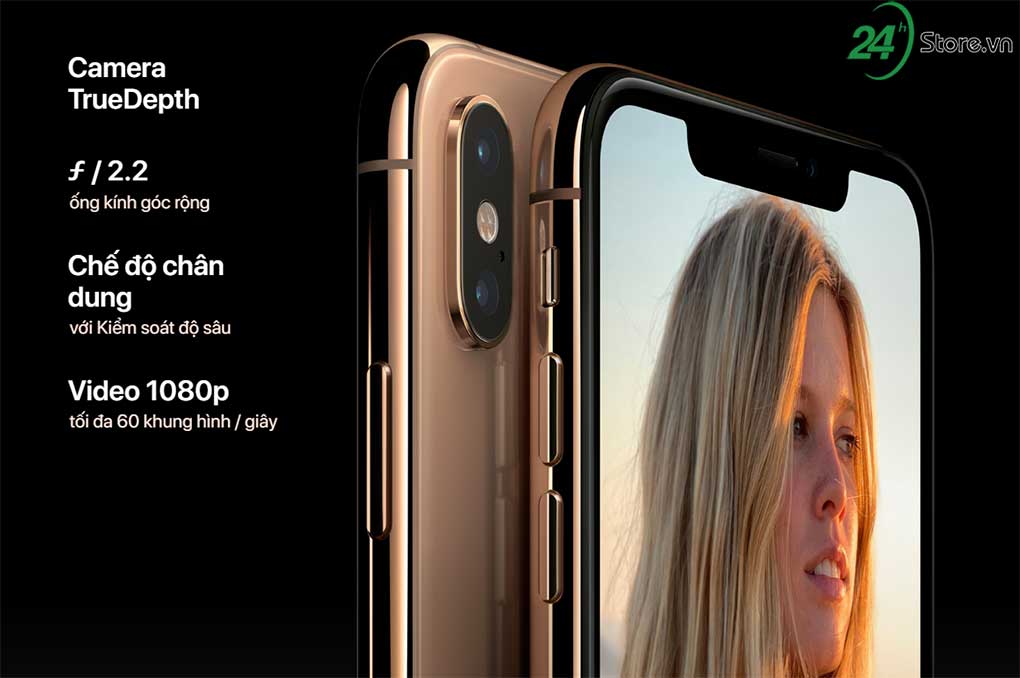 24h Store.vn
Camera
TrueDepth
ƒ / 2.2
ống kính góc rộng
Chế độ chân
dung
với Kiểm soát độ sâu
Video 1080p
tối đa 60 khung hình / giây